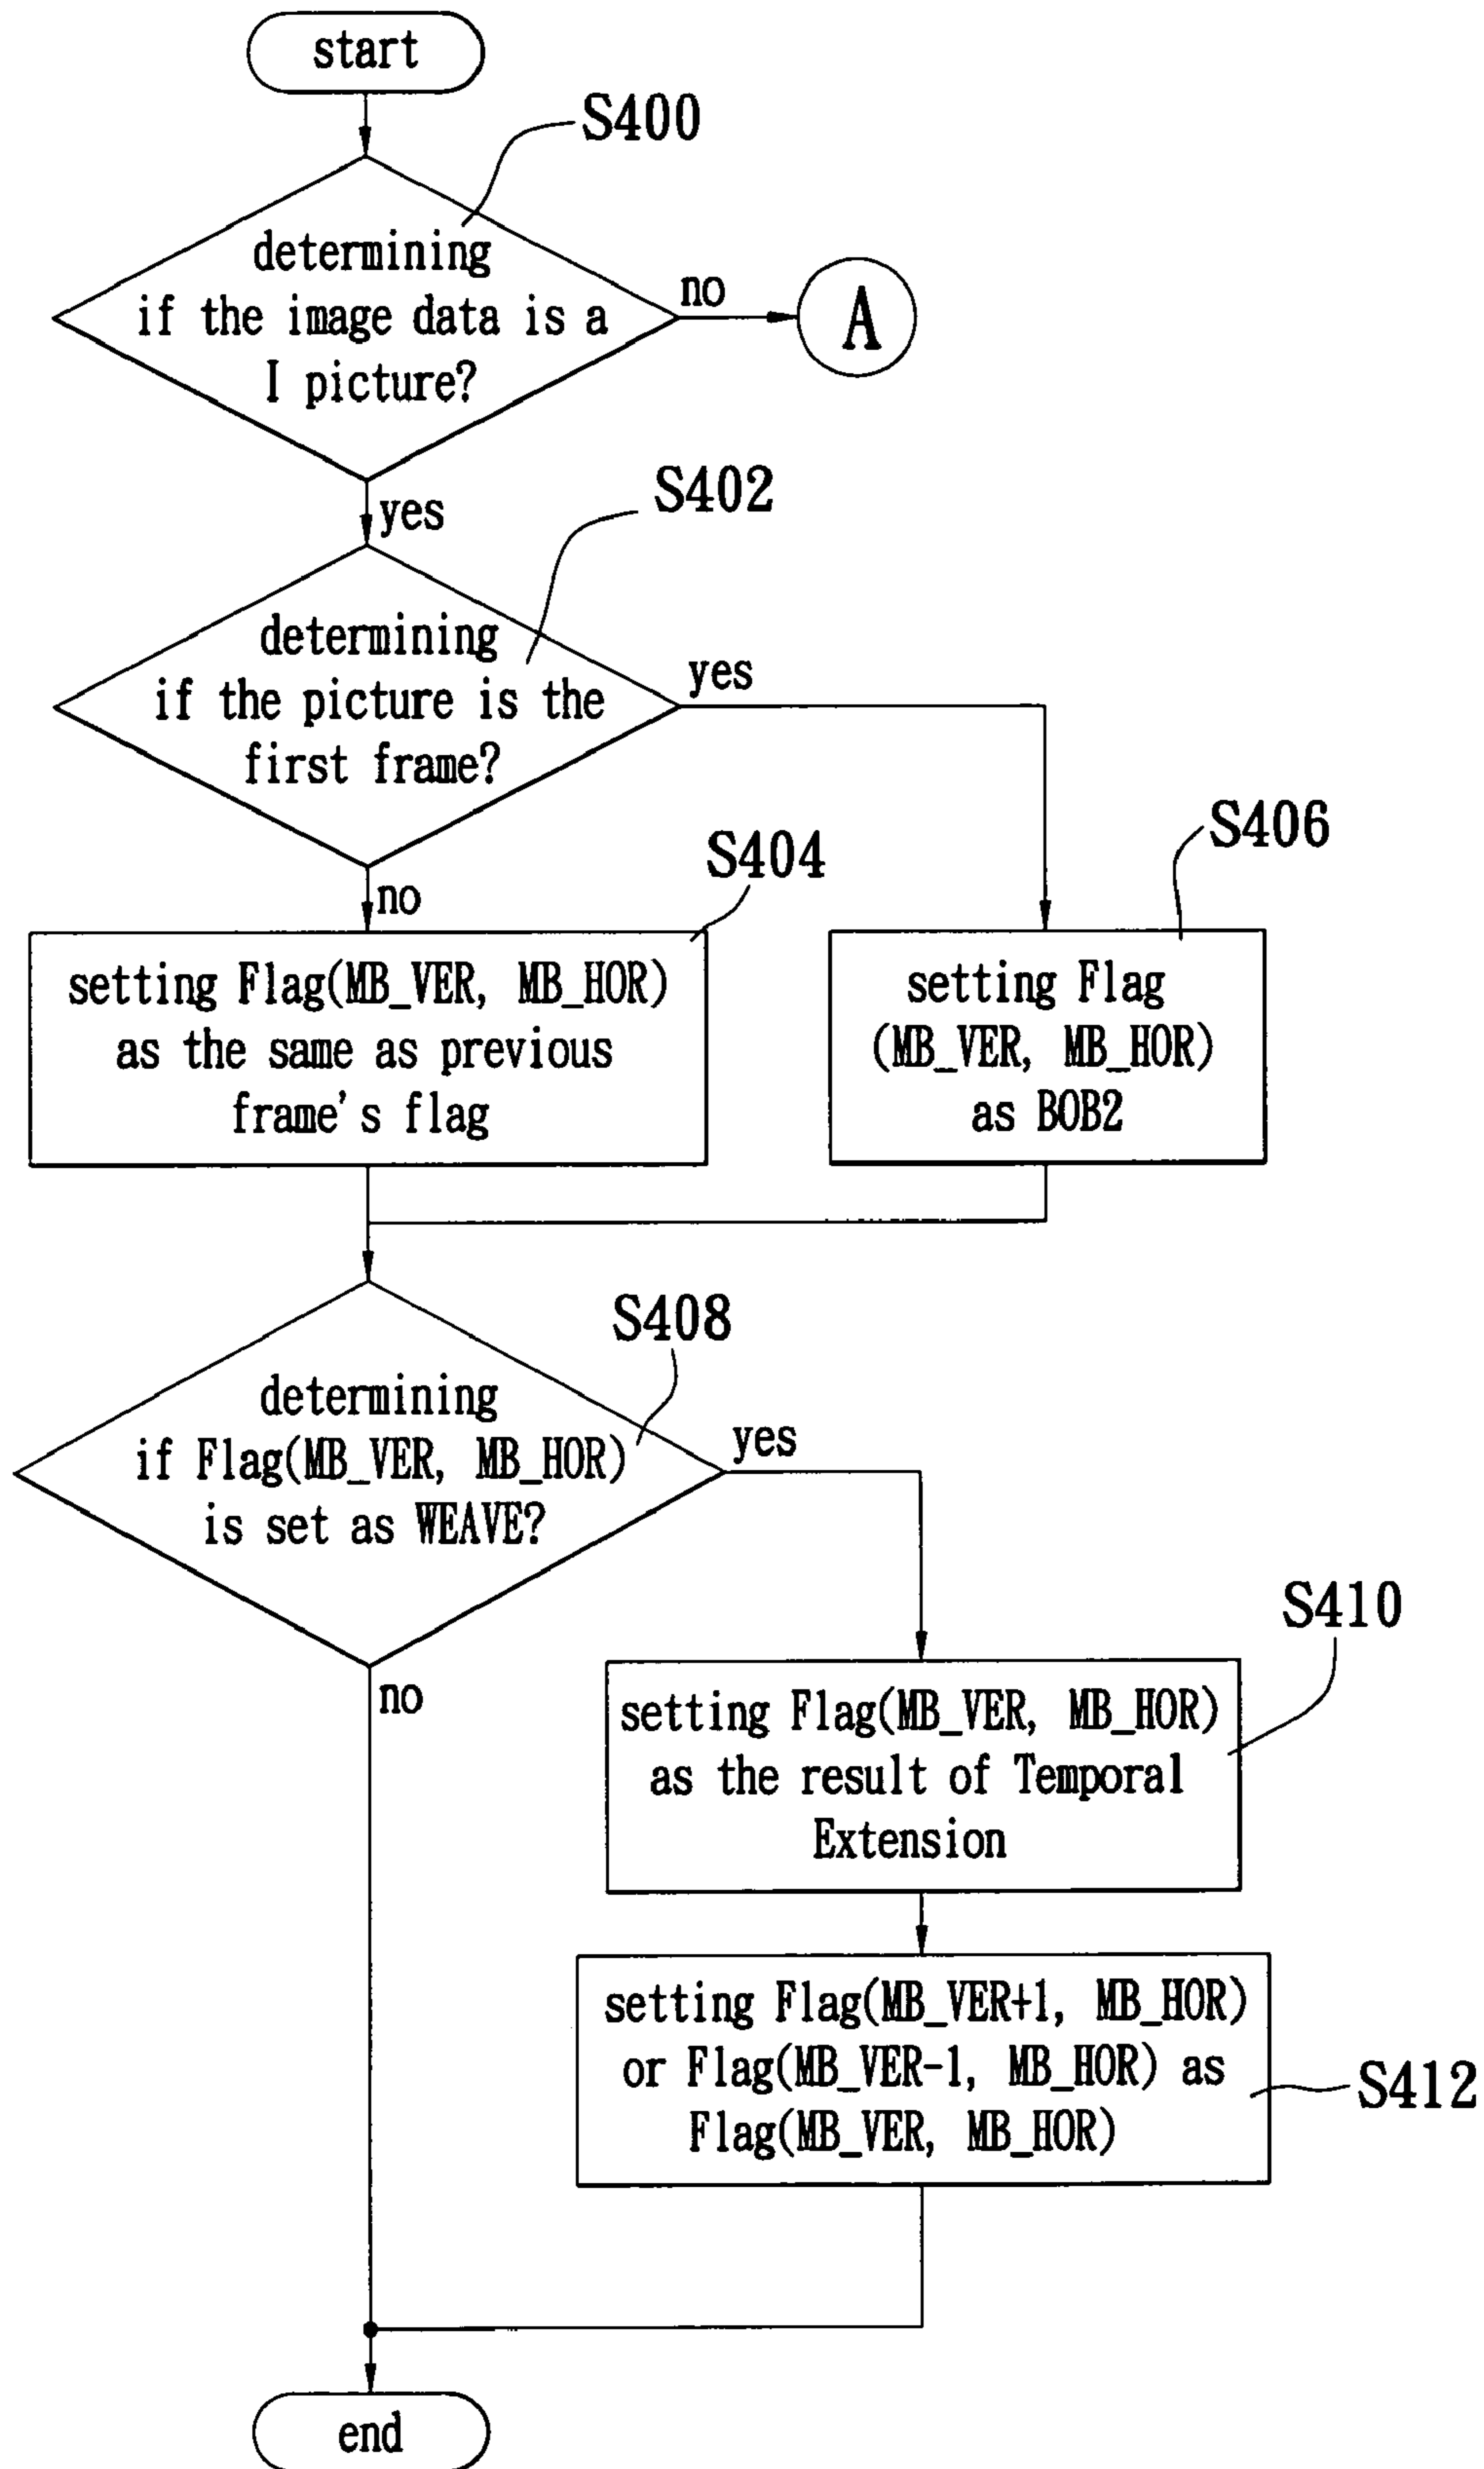 start
S400
determining
if the image data is a
I picture?
no
A
yes
S402
determining
if the picture is the
first frame?
yes
no
S404
setting Flag(MB_VER, MB_HOR)
as the same as previous
frame's flag
S406
setting Flag
(MB_VER, MB_HOR)
as BOB2
S408
determining
if Flag(MB_VER, MB_HOR)
is set as WEAVE?
yes
no
S410
setting Flag(MB_VER, MB_HOR)
as the result of Temporal
Extension
setting Flag(MB_VER+1, MB_HOR)
or Flag(MB_VER-1, MB_HOR) as
Flag(MB_VER, MB_HOR)
S412
end